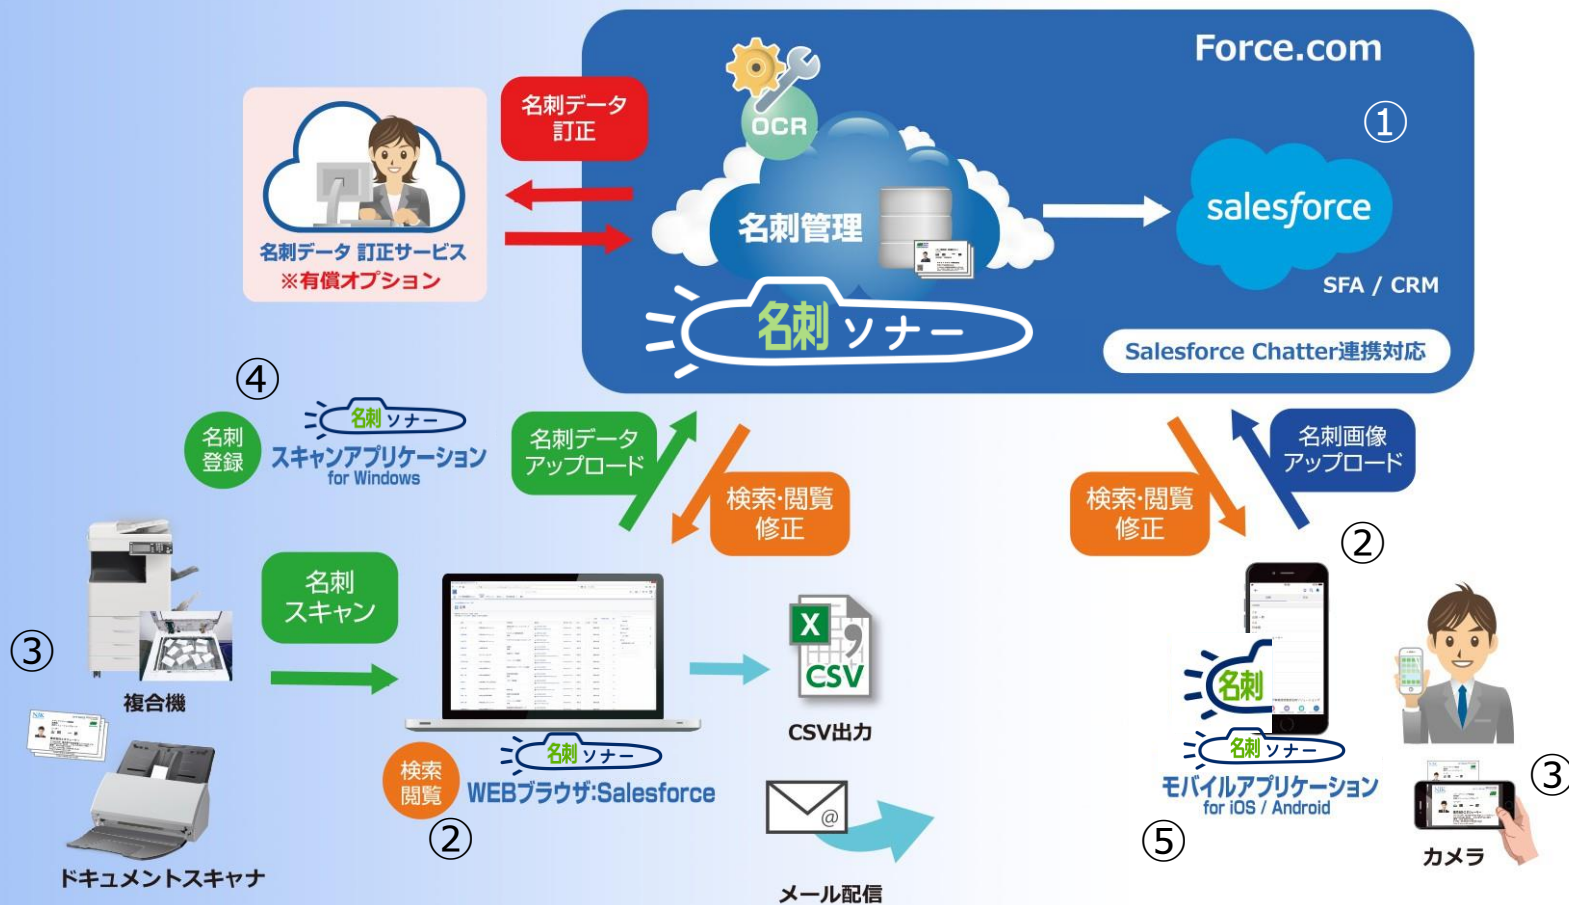 Force.com
①
OCR
名刺データ
訂正
salesforce
名刺管理
名刺データ 訂正サービス
※有償オプション
SFA / CRM
名刺ソナー
Salesforce Chatter連携対応
④
名刺
登録
名刺ソナー
スキャンアプリケーション
for Windows
名刺データ
アップロード
検索・閲覧
修正
検索・閲覧
修正
名刺画像
アップロード
②
名刺
スキャン
③
複合機
X
CSV
CSV出力
名刺
検索
閲覧
名刺ソナー
WEBブラウザ:Salesforce
②
名刺ソナー
モバイルアプリケーション
for iOS / Android
⑤
③
カメラ
ドキュメントスキャナ
@
メール配信